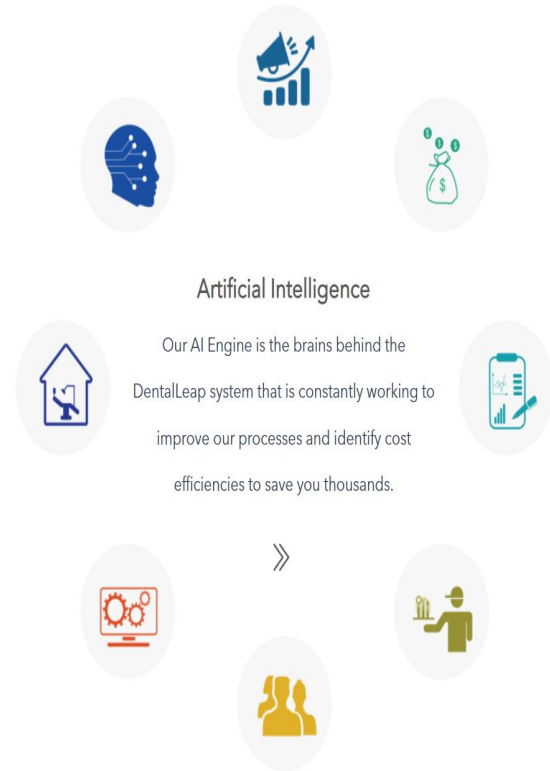 Artificial Intelligence
Our AI Engine is the brains behind the
DentalLeap system that is constantly working to
improve our processes and identify cost
efficiencies to save you thousands.